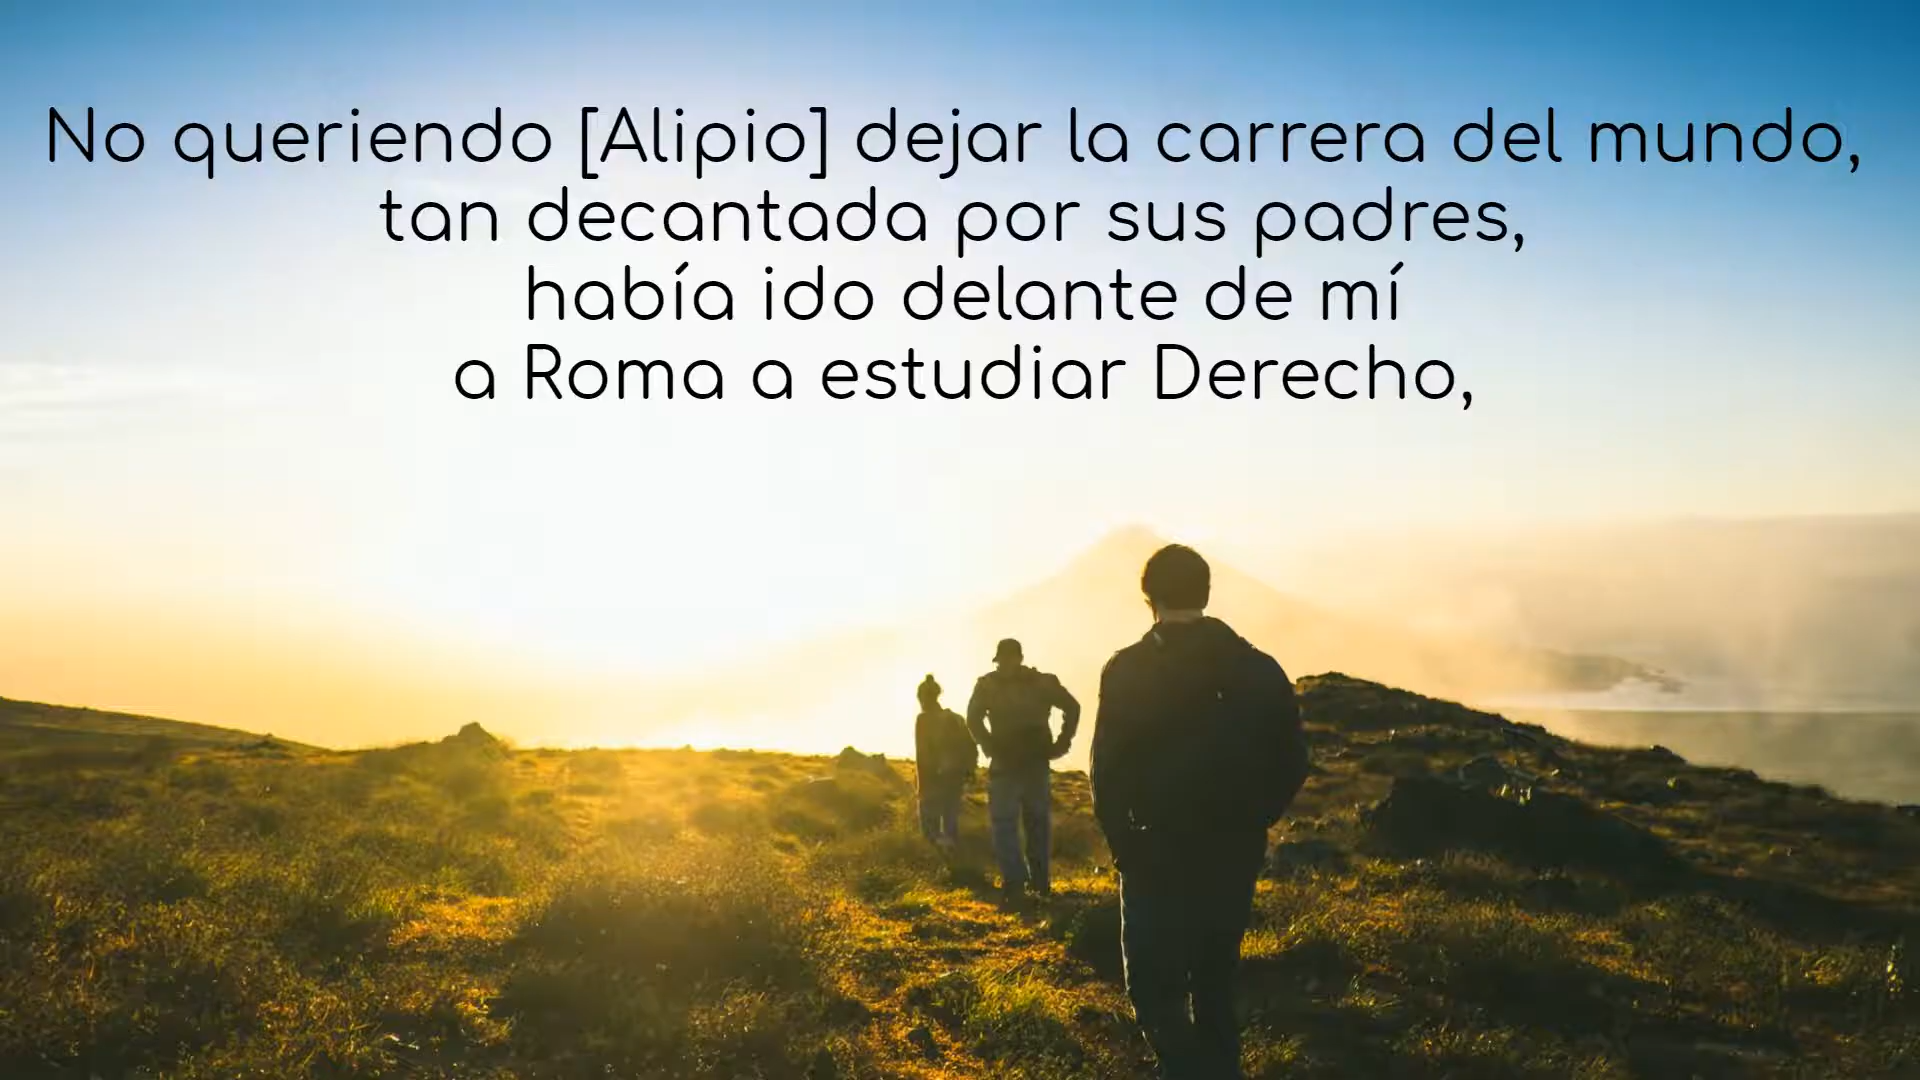 No queriendo [Alipio] dejar la carrera del mundo,
tan decantada por sus padres,
había ido delante de mí
a Roma a estudiar Derecho,